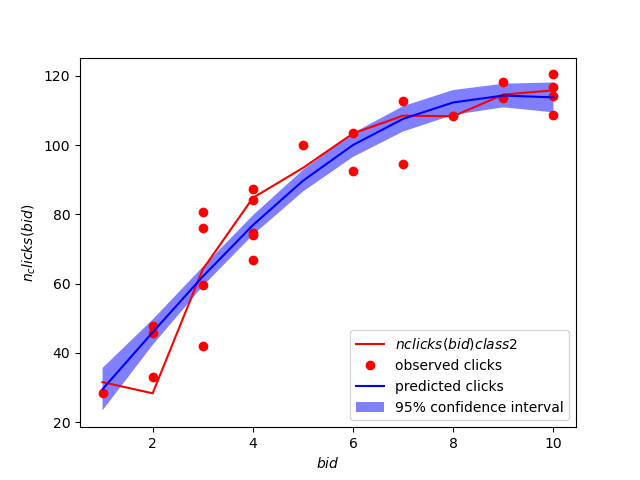 120
100
80
60
40
20
n_clicks(bid)
nclicks(bid)class2
observed clicks
predicted clicks
95% confidence interval
2
4
6
8
10
bid